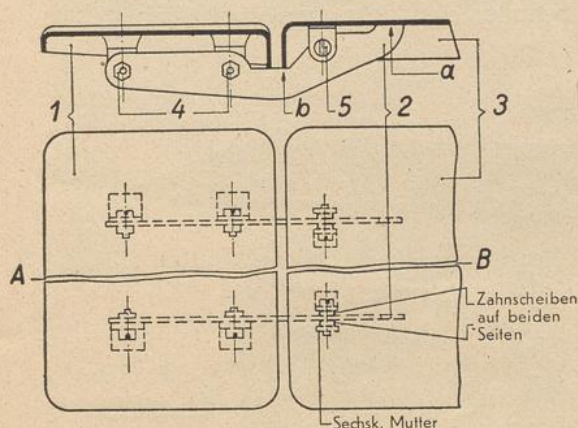 1 4 b 5 2 a 3
A B
Zahnscheiben
auf beiden
Seiten
Sechsk. Mutter